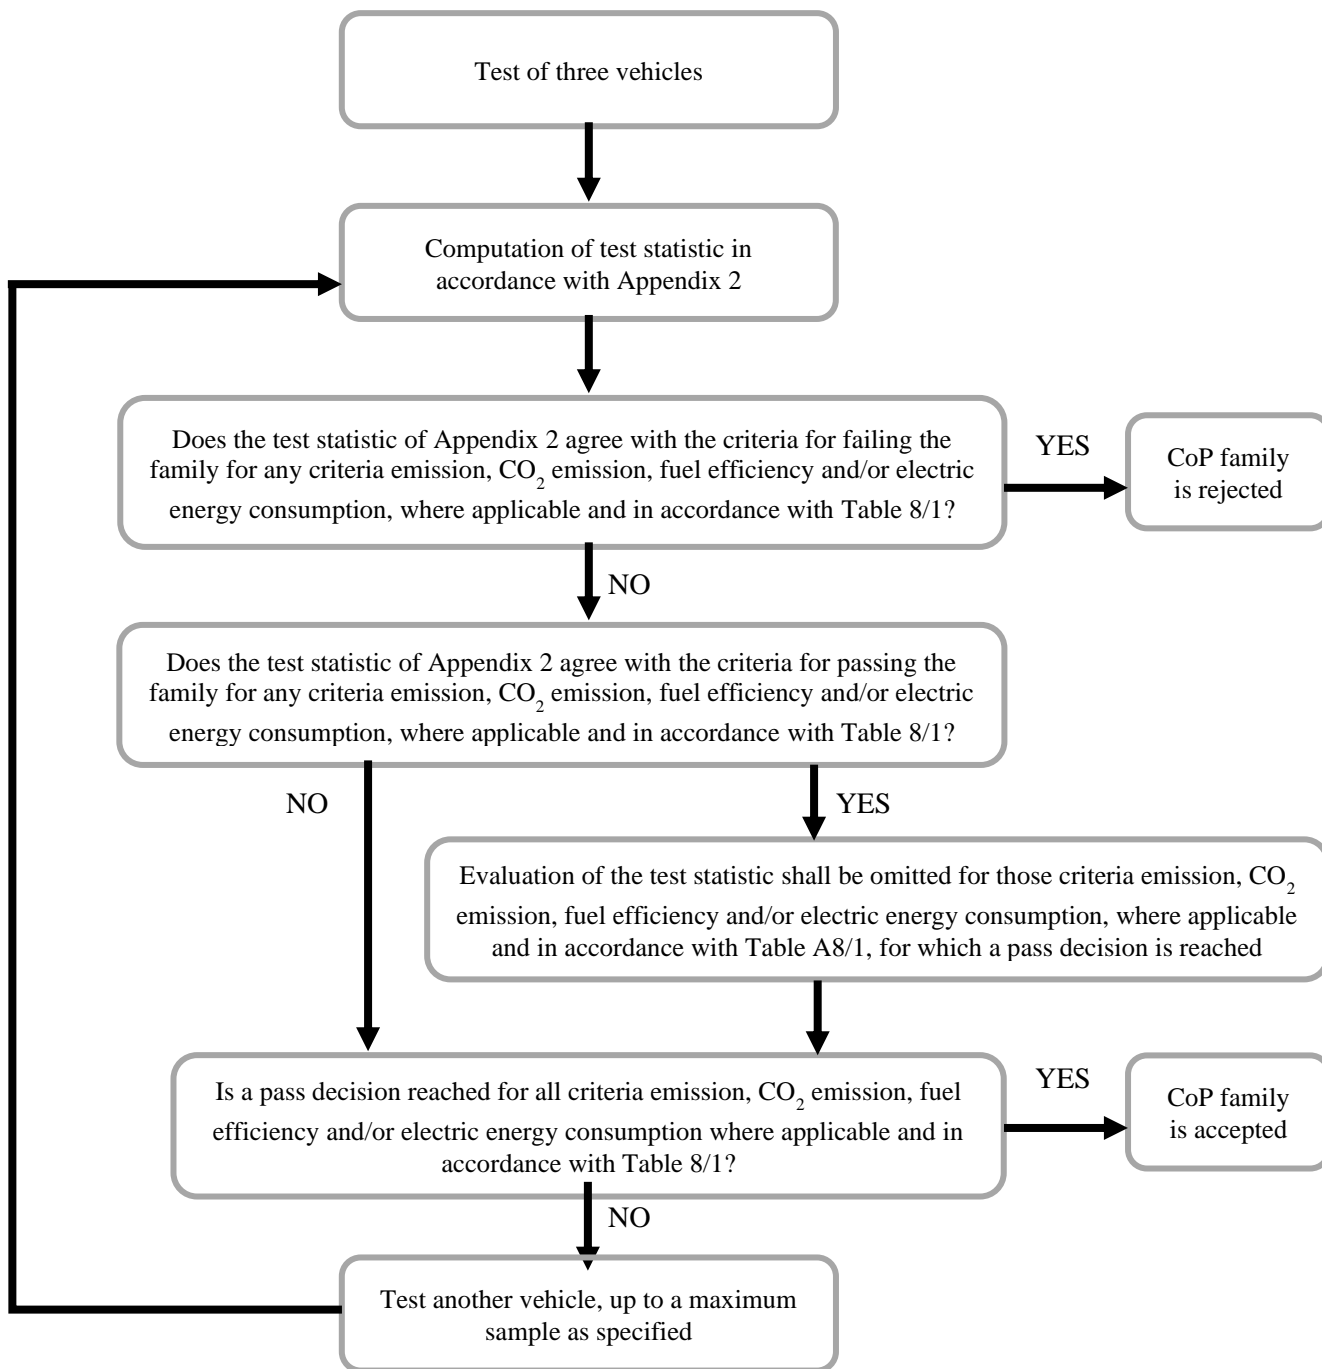 Test of three vehicles
Computation of test statistic in
accordance with Appendix 2
Does the test statistic of Appendix 2 agree with the criteria for failing the
family for any criteria emission, CO2 emission, fuel efficiency and/or electric
energy consumption, where applicable and in accordance with Table 8/1?
YES
CoP family
is rejected
NO
Does the test statistic of Appendix 2 agree with the criteria for passing the
family for any criteria emission, CO2 emission, fuel efficiency and/or electric
energy consumption, where applicable and in accordance with Table 8/1?
NO
YES
Evaluation of the test statistic shall be omitted for those criteria emission, CO2
emission, fuel efficiency and/or electric energy consumption, where applicable
and in accordance with Table A8/1, for which a pass decision is reached
Is a pass decision reached for all criteria emission, CO2 emission, fuel
efficiency and/or electric energy consumption where applicable and in
accordance with Table 8/1?
YES
CoP family
is accepted
NO
Test another vehicle, up to a maximum
sample as specified